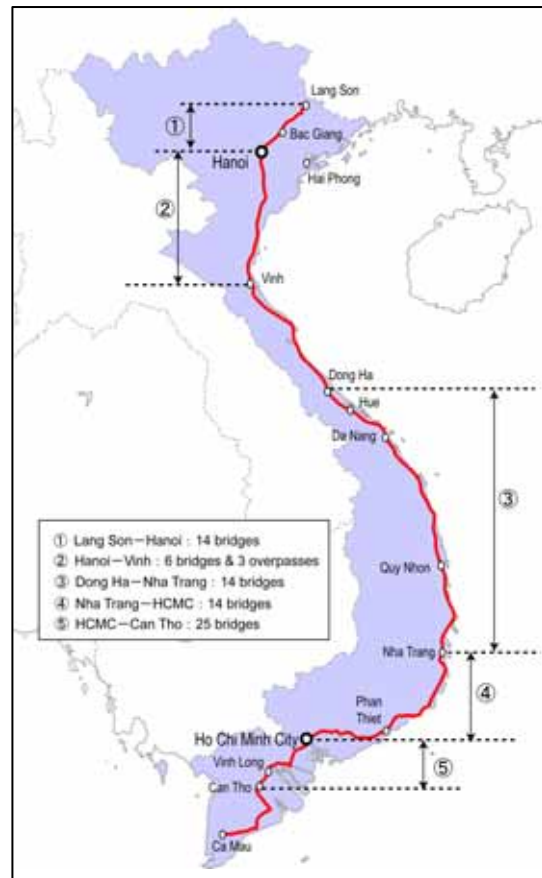 Lang Son
①
Bac Giang
Hanoi
Hai Phong
②
Vinh
Dong Ha
Hue
Da Nang
③
① Lang Son－Hanoi : 14 bridges
② Hanoi－Vinh : 6 bridges & 3 overpasses
③ Dong Ha－Nha Trang : 14 bridges
④ Nha Trang－HCMC : 14 bridges
⑤ HCMC－Can Tho : 25 bridges
Quy Nhon
Nha Trang
④
Phan
Thiet
Ho Chi Minh City
⑤
Vinh Long
Can Tho
Ca Mau